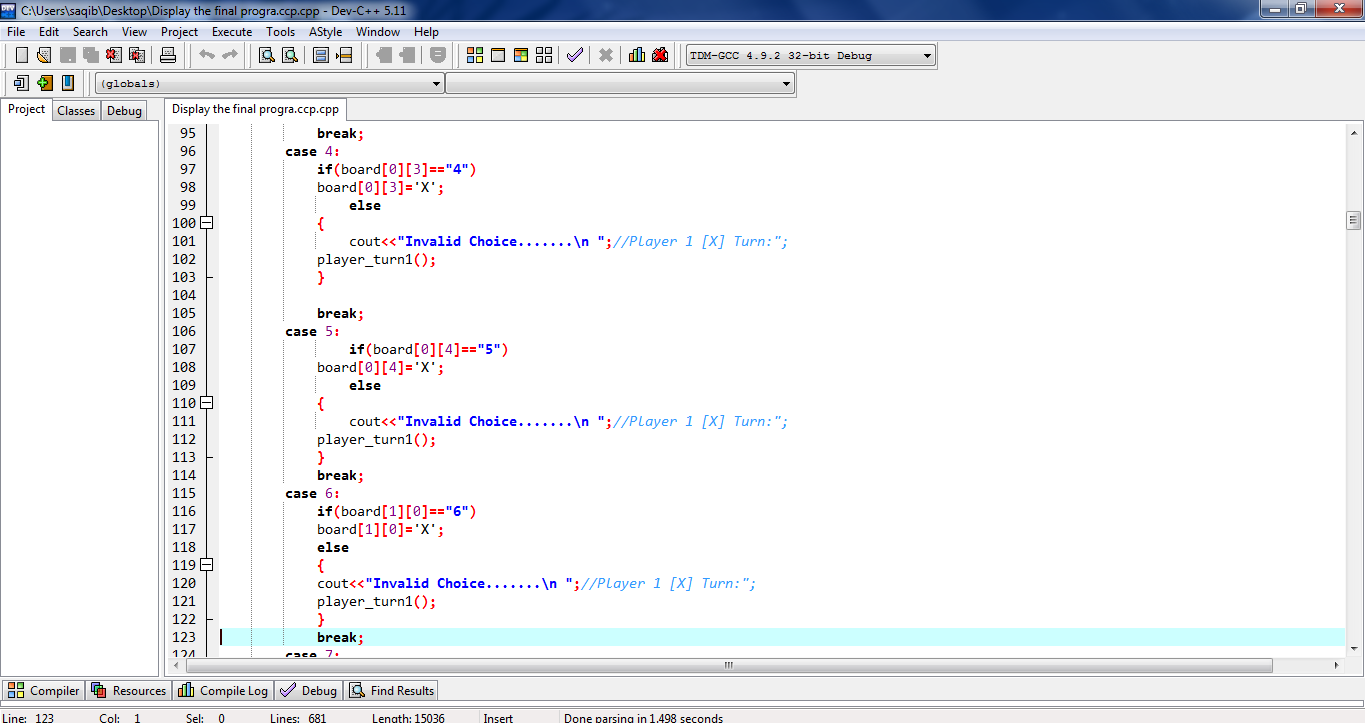 C:\Users\saqib\Desktop\Display the final progra.ccp.cpp - Dev-C++ 5.11
File Edit Search View Project Execute Tools AStyle Window Help
TDM-GCC 4.9.2 32-bit Debug
(globals)
Project Classes Debug
Display the final progra.ccp.cpp
95 break;
96 case 4:
97 if(board[0][3]=="4")
98 board[0][3]='X';
99 else
100 {
101 cout<<"Invalid Choice.......\n ";//Player 1 [X] Turn:";
102 player_turn1();
103 }
104
105 break;
106 case 5:
107 if(board[0][4]=="5")
108 board[0][4]='X';
109 else
110 {
111 cout<<"Invalid Choice.......\n ";//Player 1 [X] Turn:";
112 player_turn1();
113 }
114 break;
115 case 6:
116 if(board[1][0]=="6")
117 board[1][0]='X';
118 else
119 {
120 cout<<"Invalid Choice.......\n ";//Player 1 [X] Turn:";
121 player_turn1();
122 }
123 break;
124 case 7:
Compiler Resources Compile Log Debug Find Results
Line: 123 Col: 1 Sel: 0 Lines: 681 Length: 15036 Insert Done parsing in 1.498 seconds